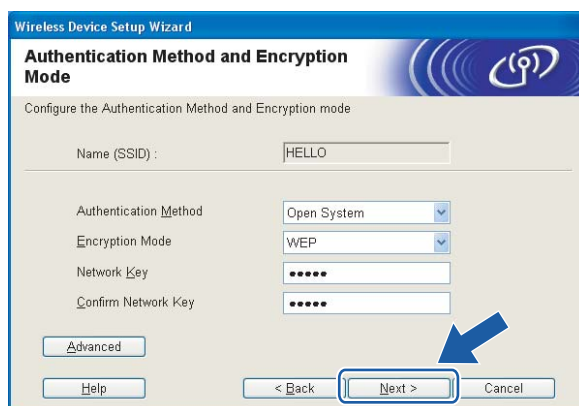 Wireless Device Setup Wizard
Authentication Method and Encryption
Mode
Configure the Authentication Method and Encryption mode
Name (SSID) : HELLO
Authentication Method Open System
Encryption Mode WEP
Network Key •••••
Confirm Network Key •••••
Advanced
Help < Back Next > Cancel